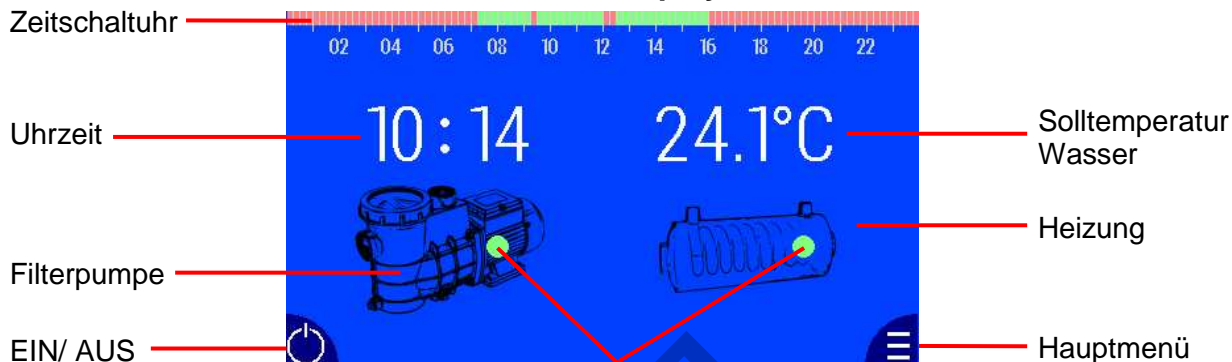 Zeitschaltuhr
02 04 06 08 10 12 14 16 18 20 22
Uhrzeit
10:14
24.1°C
Solltemperatur
Wasser
Heizung
Filterpumpe
EIN/ AUS
Hauptmenü